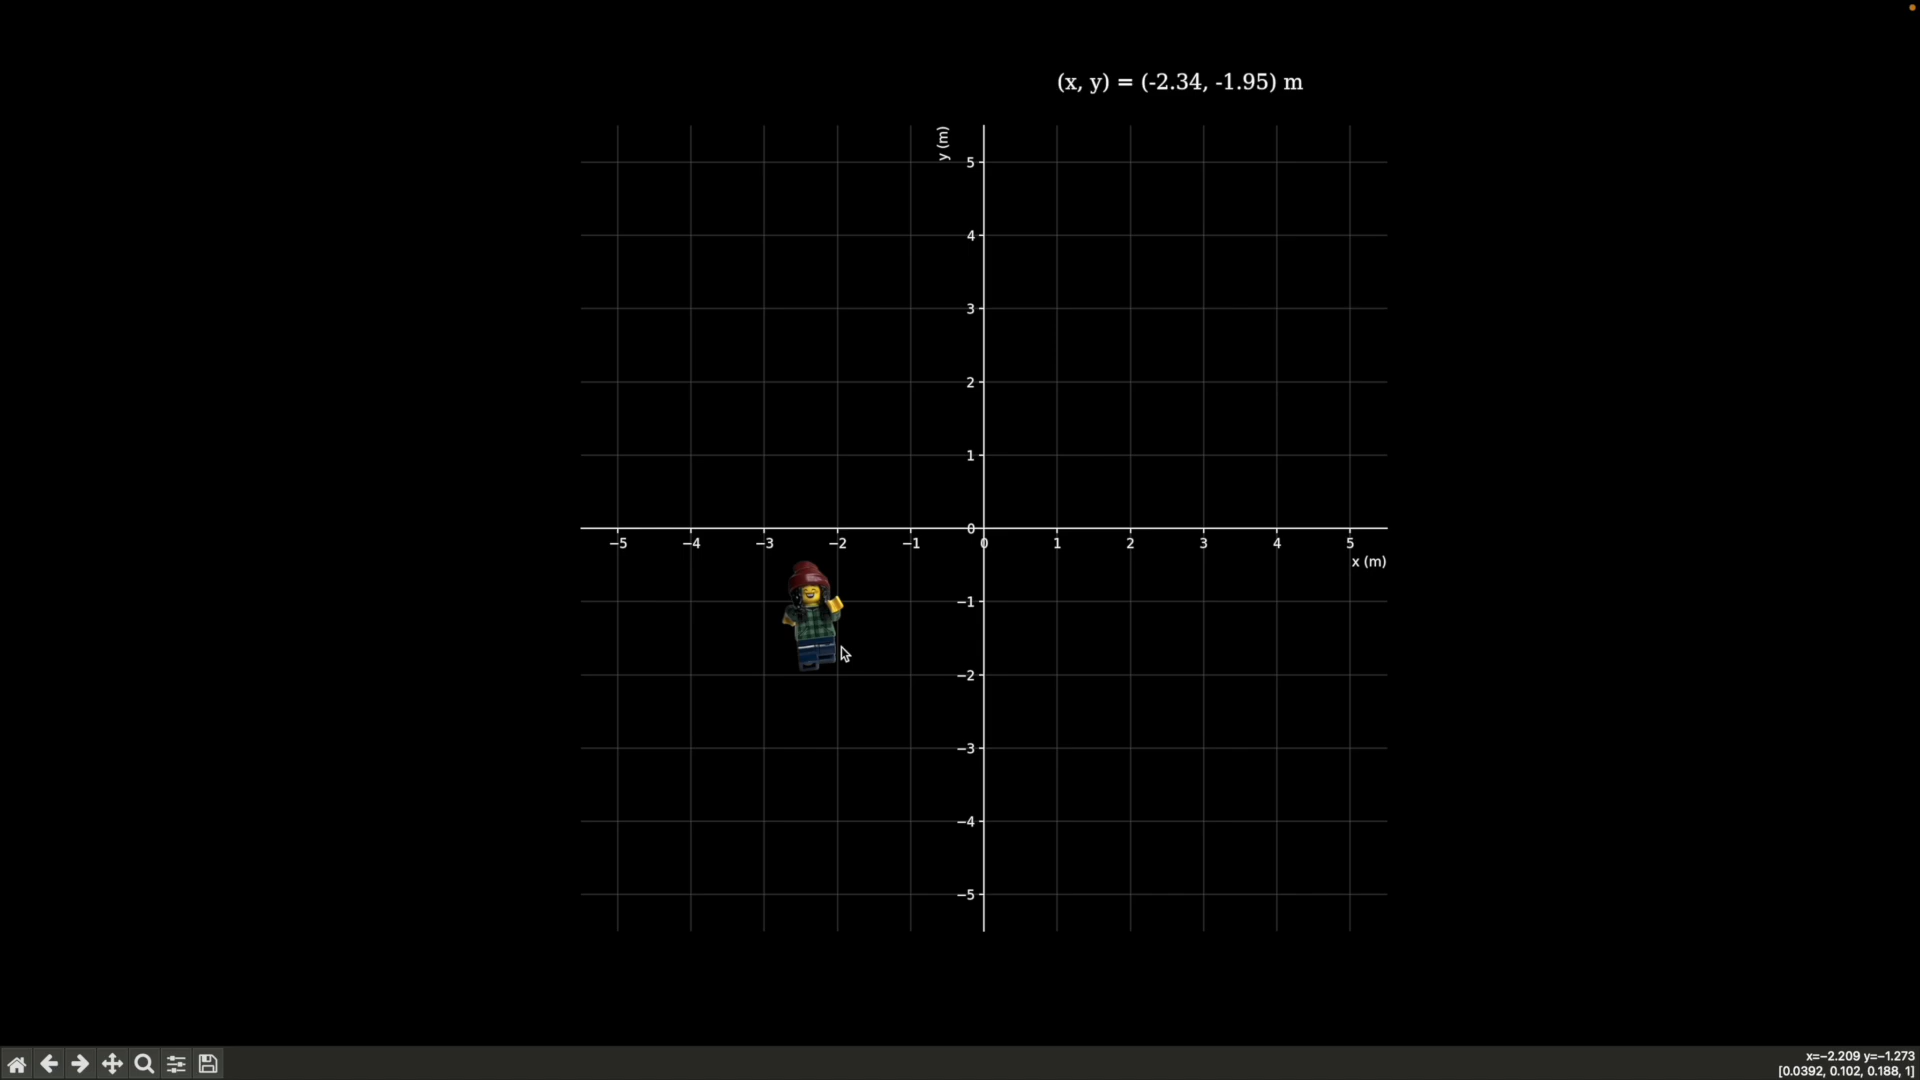 (x, y) = (-2.34, -1.95) m
y (m)
5
4
3
2
1
0
−5 −4 −3 −2 −1 0 1 2 3 4 5
x (m)
−1
−2
−3
−4
−5
x=−2.209 y=−1.273
[0.0392, 0.102, 0.188, 1]